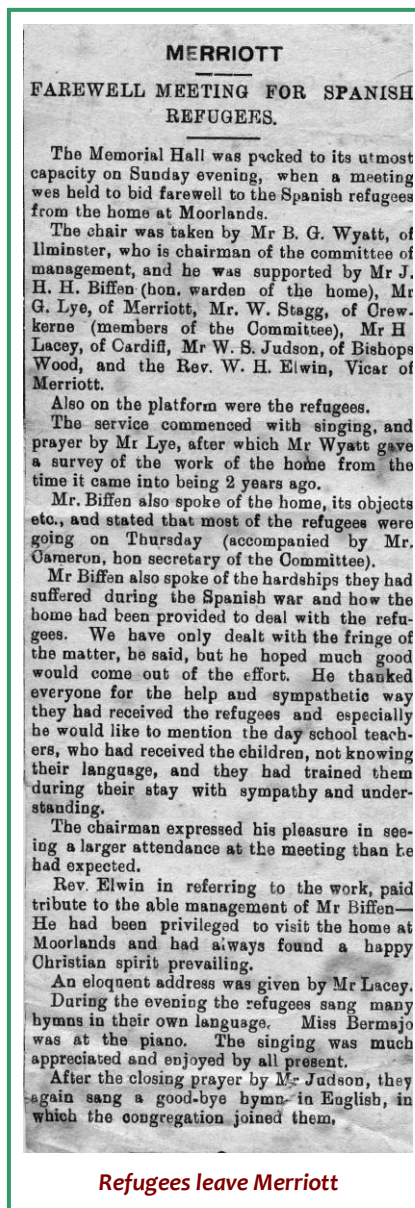 MERRIOTT
FAREWELL MEETING FOR SPANISH
REFUGEES.
The Memorial Hall was packed to its utmost
capacity on Sunday evening, when a meeting
wes held to bid farewell to the Spanish refugees
from the home at Moorlands.
The chair was taken by Mr B. G. Wyatt, of
Ilminster, who is chairman of the committee of
management, and he was supported by Mr J.
H. H. Biffen (hon. warden of the home), Mr
G. Lye, of Merriott, Mr. W. Stagg, of Crew-
kerne (members of the Committee), Mr H
Lacey, of Cardiff, Mr W. S. Judson, of Bishops
Wood, and the Rev. W. H. Elwin, Vicar of
Merriott.
Also on the platform were the refugees.
The service commenced with singing, and
prayer by Mr Lye, after which Mr Wyatt gave
a survey of the work of the home from the
time it came into being 2 years ago.
Mr. Biffen also spoke of the home, its objects
etc., and stated that most of the refugees were
going on Thursday (accompanied by Mr.
Cameron, hon secretary of the Committee).
Mr Biffen also spoke of the hardships they had
suffered during the Spanish war and how the
home had been provided to deal with the refu-
gees. We have only dealt with the fringe of
the matter, he said, but he hoped much good
would come out of the effort. He thanked
everyone for the help and sympathetic way
they had received the refugees and especially
he would like to mention the day school teach-
ers, who had received the children, not knowing
their language, and they had trained them
during their stay with sympathy and under-
standing.
The chairman expressed his pleasure in see-
ing a larger attendance at the meeting than he
had expected.
Rev. Elwin in referring to the work, paid
tribute to the able management of Mr Biffen—
He had been privileged to visit the home at
Moorlands and had always found a happy
Christian spirit prevailing.
An eloquent address was given by Mr Lacey.
During the evening the refugees sang many
hymns in their own language. Miss Bermajo
was at the piano. The singing was much
appreciated and enjoyed by all present.
After the closing prayer by Mr Judson, they
again sang a good-bye hymn in English, in
which the congregation joined them,
Refugees leave Merriott